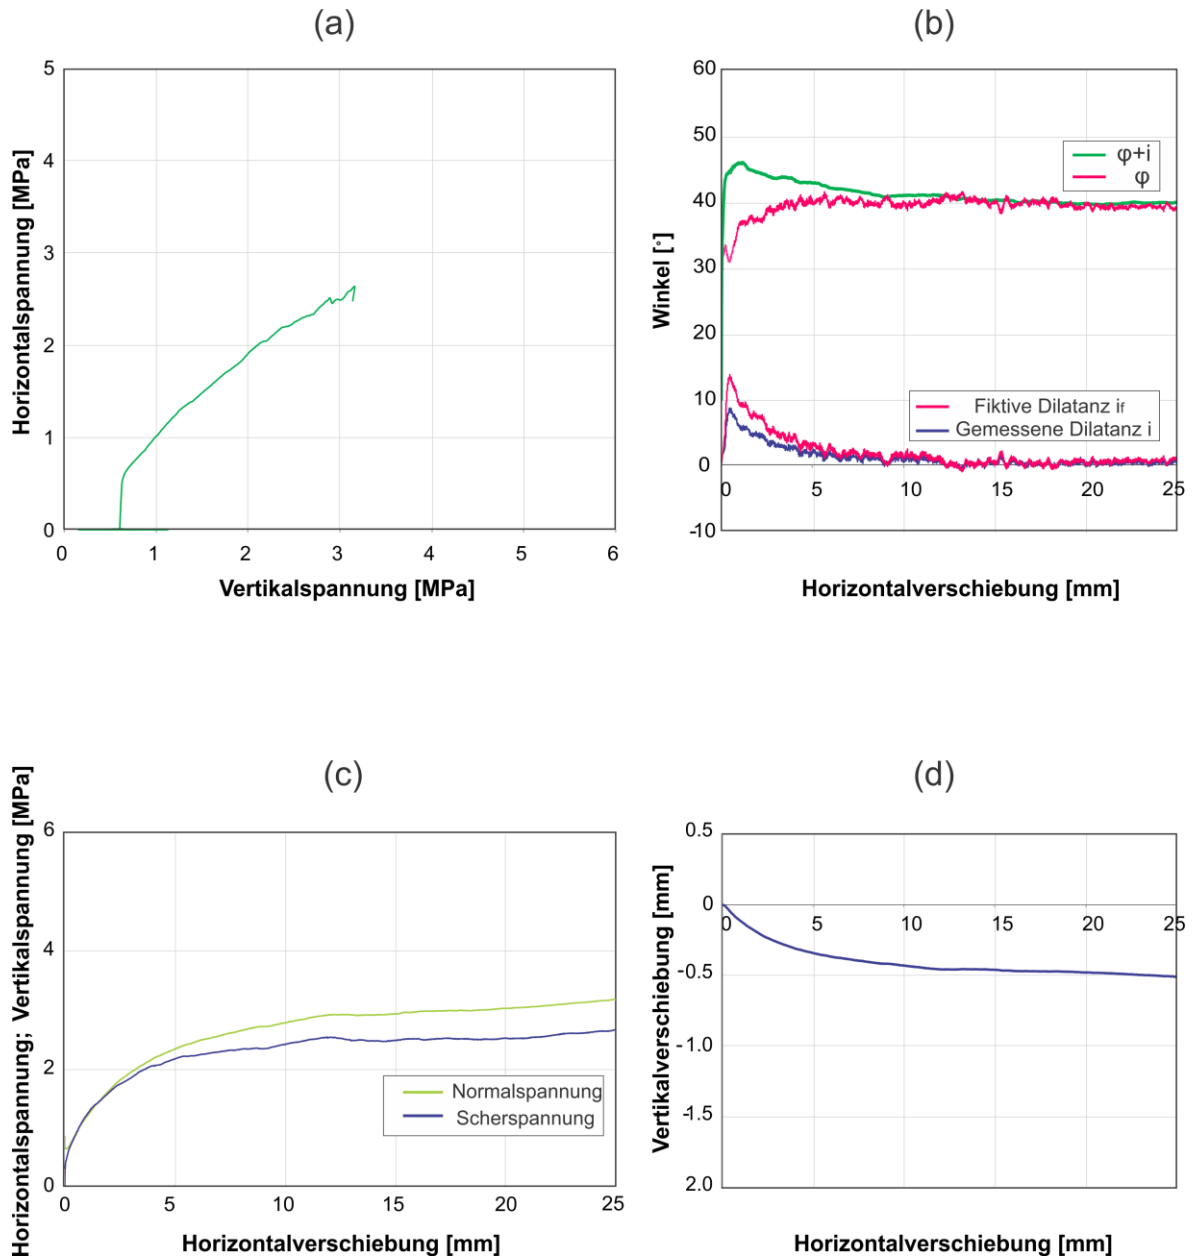 (a)
5
4
3
2
1
0
0 1 2 3 4 5 6
Horizontalspannung [MPa]
Vertikalspannung [MPa]
(b)
60
50
40
30
20
10
0
-10
0 5 10 15 20 25
Winkel [°]
φ+i
φ
Fiktive Dilatanz if
Gemessene Dilatanz i
Horizontalverschiebung [mm]
(c)
6
4
2
0
0 5 10 15 20 25
Horizontalspannung; Vertikalspannung [MPa]
Normalspannung
Scherspannung
Horizontalverschiebung [mm]
(d)
0.5
0
-0.5
-1.0
-1.5
2.0
0 5 10 15 20 25
Vertikalverschiebung [mm]
Horizontalverschiebung [mm]